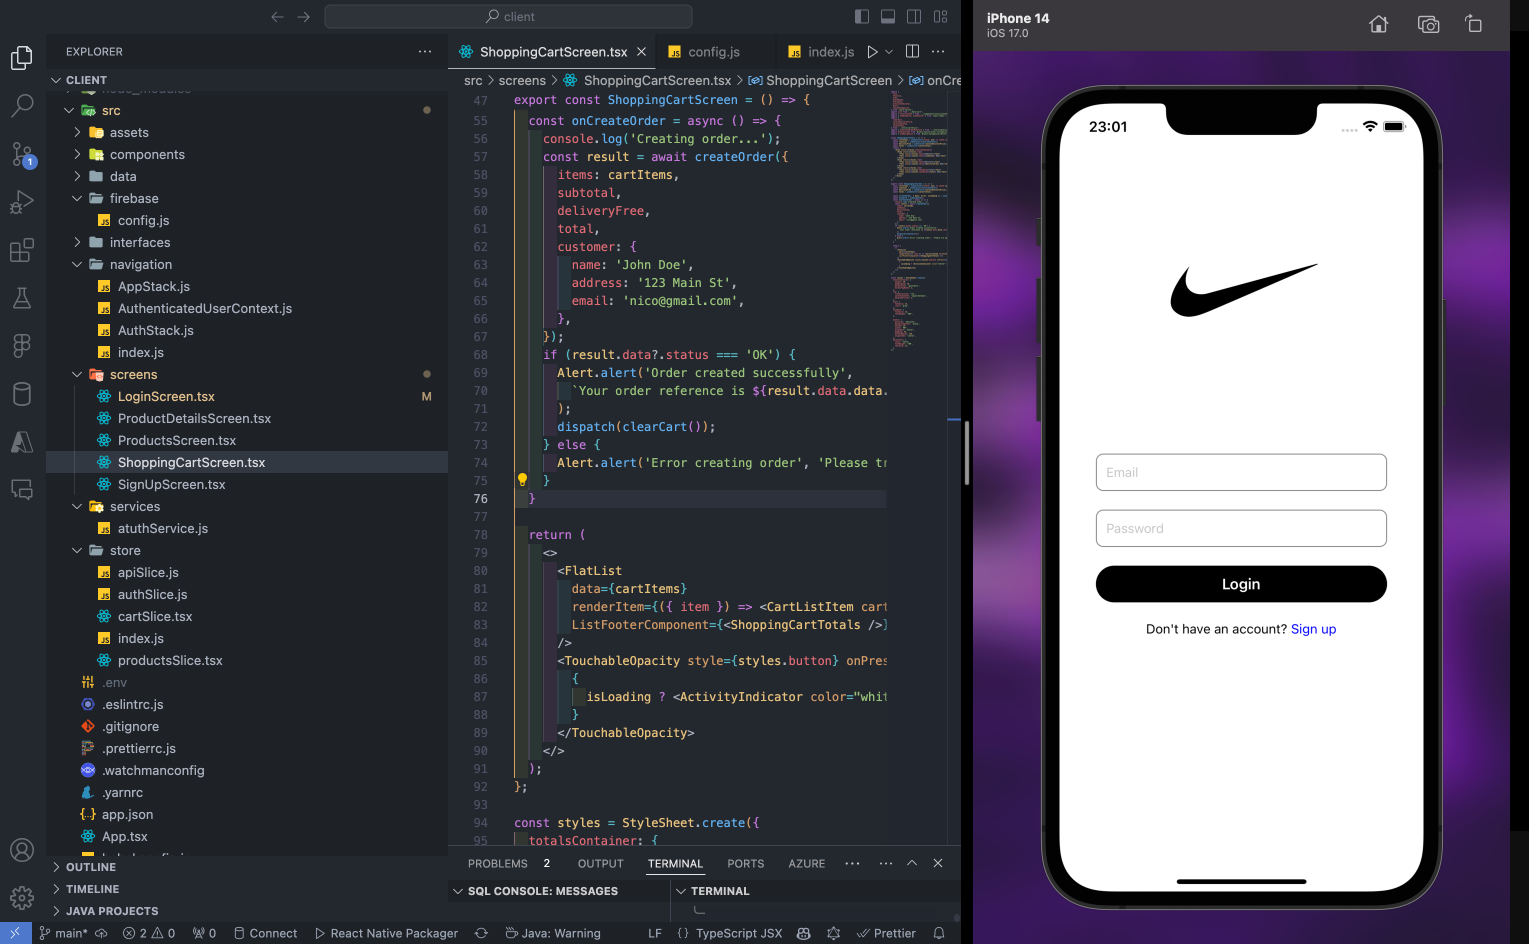 client
EXPLORER
CLIENT
node_modules
src
assets
components
data
firebase
config.js
interfaces
navigation
AppStack.js
AuthenticatedUserContext.js
AuthStack.js
index.js
screens
LoginScreen.tsx M
ProductDetailsScreen.tsx
ProductsScreen.tsx
ShoppingCartScreen.tsx
SignUpScreen.tsx
services
atuthService.js
store
apiSlice.js
authSlice.js
cartSlice.tsx
index.js
productsSlice.tsx
.env
.eslintrc.js
.gitignore
.prettierrc.js
.watchmanconfig
.yarnrc
app.json
App.tsx
OUTLINE
TIMELINE
JAVA PROJECTS
1
ShoppingCartScreen.tsx config.js index.js
src > screens > ShoppingCartScreen.tsx > ShoppingCartScreen > onCre
47 export const ShoppingCartScreen = () => {
55 const onCreateOrder = async () => {
56 console.log('Creating order...');
57 const result = await createOrder({
58 items: cartItems,
59 subtotal,
60 deliveryFree,
61 total,
62 customer: {
63 name: 'John Doe',
64 address: '123 Main St',
65 email: 'nico@gmail.com',
66 },
67 });
68 if (result.data?.status === 'OK') {
69 Alert.alert('Order created successfully',
70 `Your order reference is ${result.data.data.
71 );
72 dispatch(clearCart());
73 } else {
74 Alert.alert('Error creating order', 'Please tr
75 }
76 }
77
78 return (
79 <>
80 <FlatList
81 data={cartItems}
82 renderItem={({ item }) => <CartListItem cart
83 ListFooterComponent={<ShoppingCartTotals />}
84 />
85 <TouchableOpacity style={styles.button} onPres
86 {
87 isLoading ? <ActivityIndicator color="whit
88 }
89 </TouchableOpacity>
90 </>
91 );
92 };
93
94 const styles = StyleSheet.create({
95 totalsContainer: {
PROBLEMS 2 OUTPUT TERMINAL PORTS AZURE
SQL CONSOLE: MESSAGES TERMINAL
main* 2 0 0 Connect React Native Packager Java: Warning LF {} TypeScript JSX Prettier
iPhone 14
iOS 17.0
23:01
Email
Password
Login
Don't have an account? Sign up